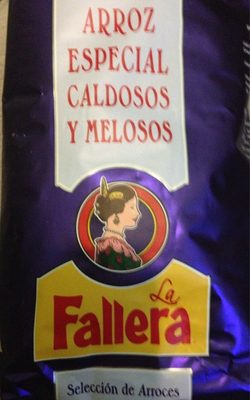 ARROZ
ESPECIAL
CALDOSOS
Y MELOSOS
La
Fallera
Selección de Arroces